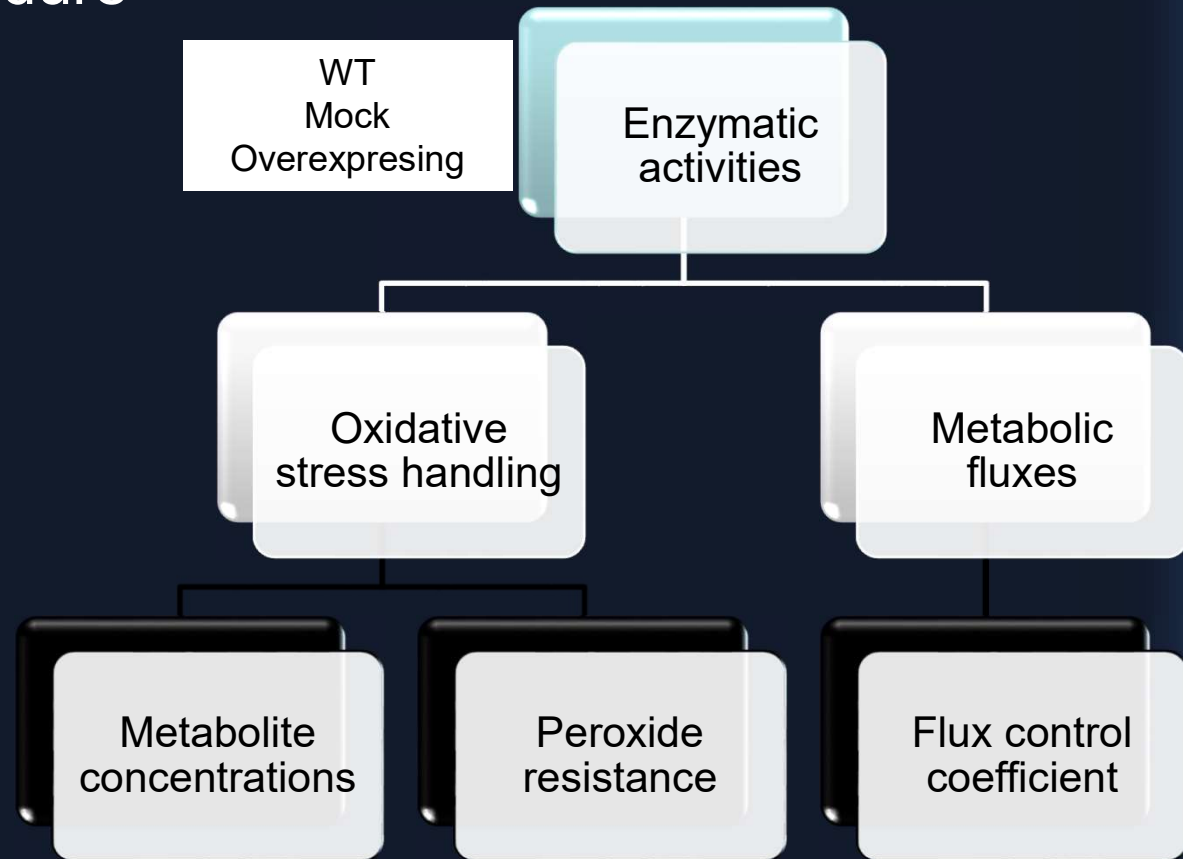 WT
Mock
Overexpresing
Enzymatic
activities
Oxidative
stress handling
Metabolic
fluxes
Metabolite
concentrations
Peroxide
resistance
Flux control
coefficient